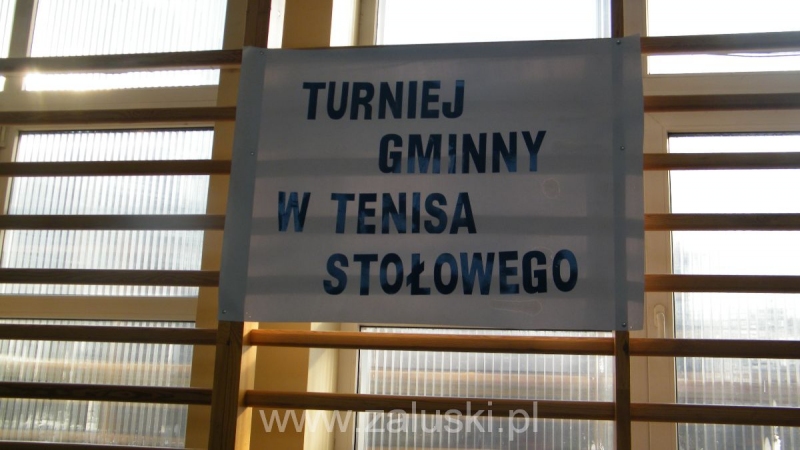 TURNIEJ
GMINNY
W TENISA
STOŁOWEGO
www.zaluski.pl